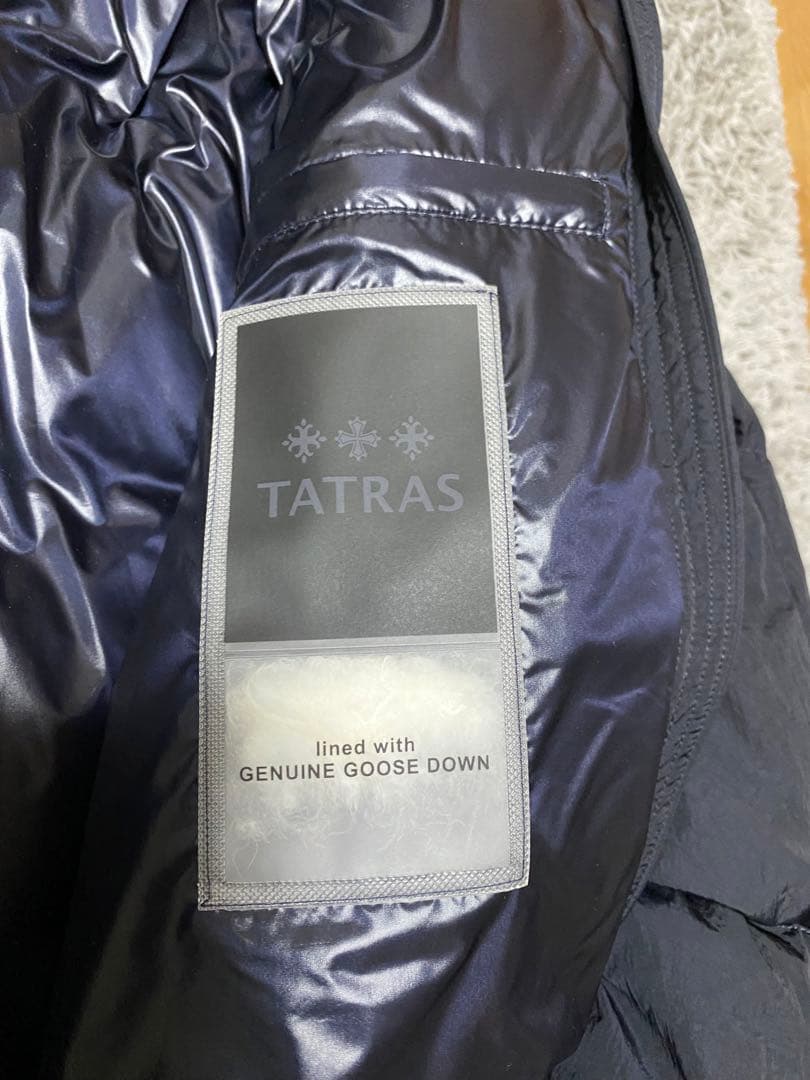 TATRAS
lined with
GENUINE GOOSE DOWN